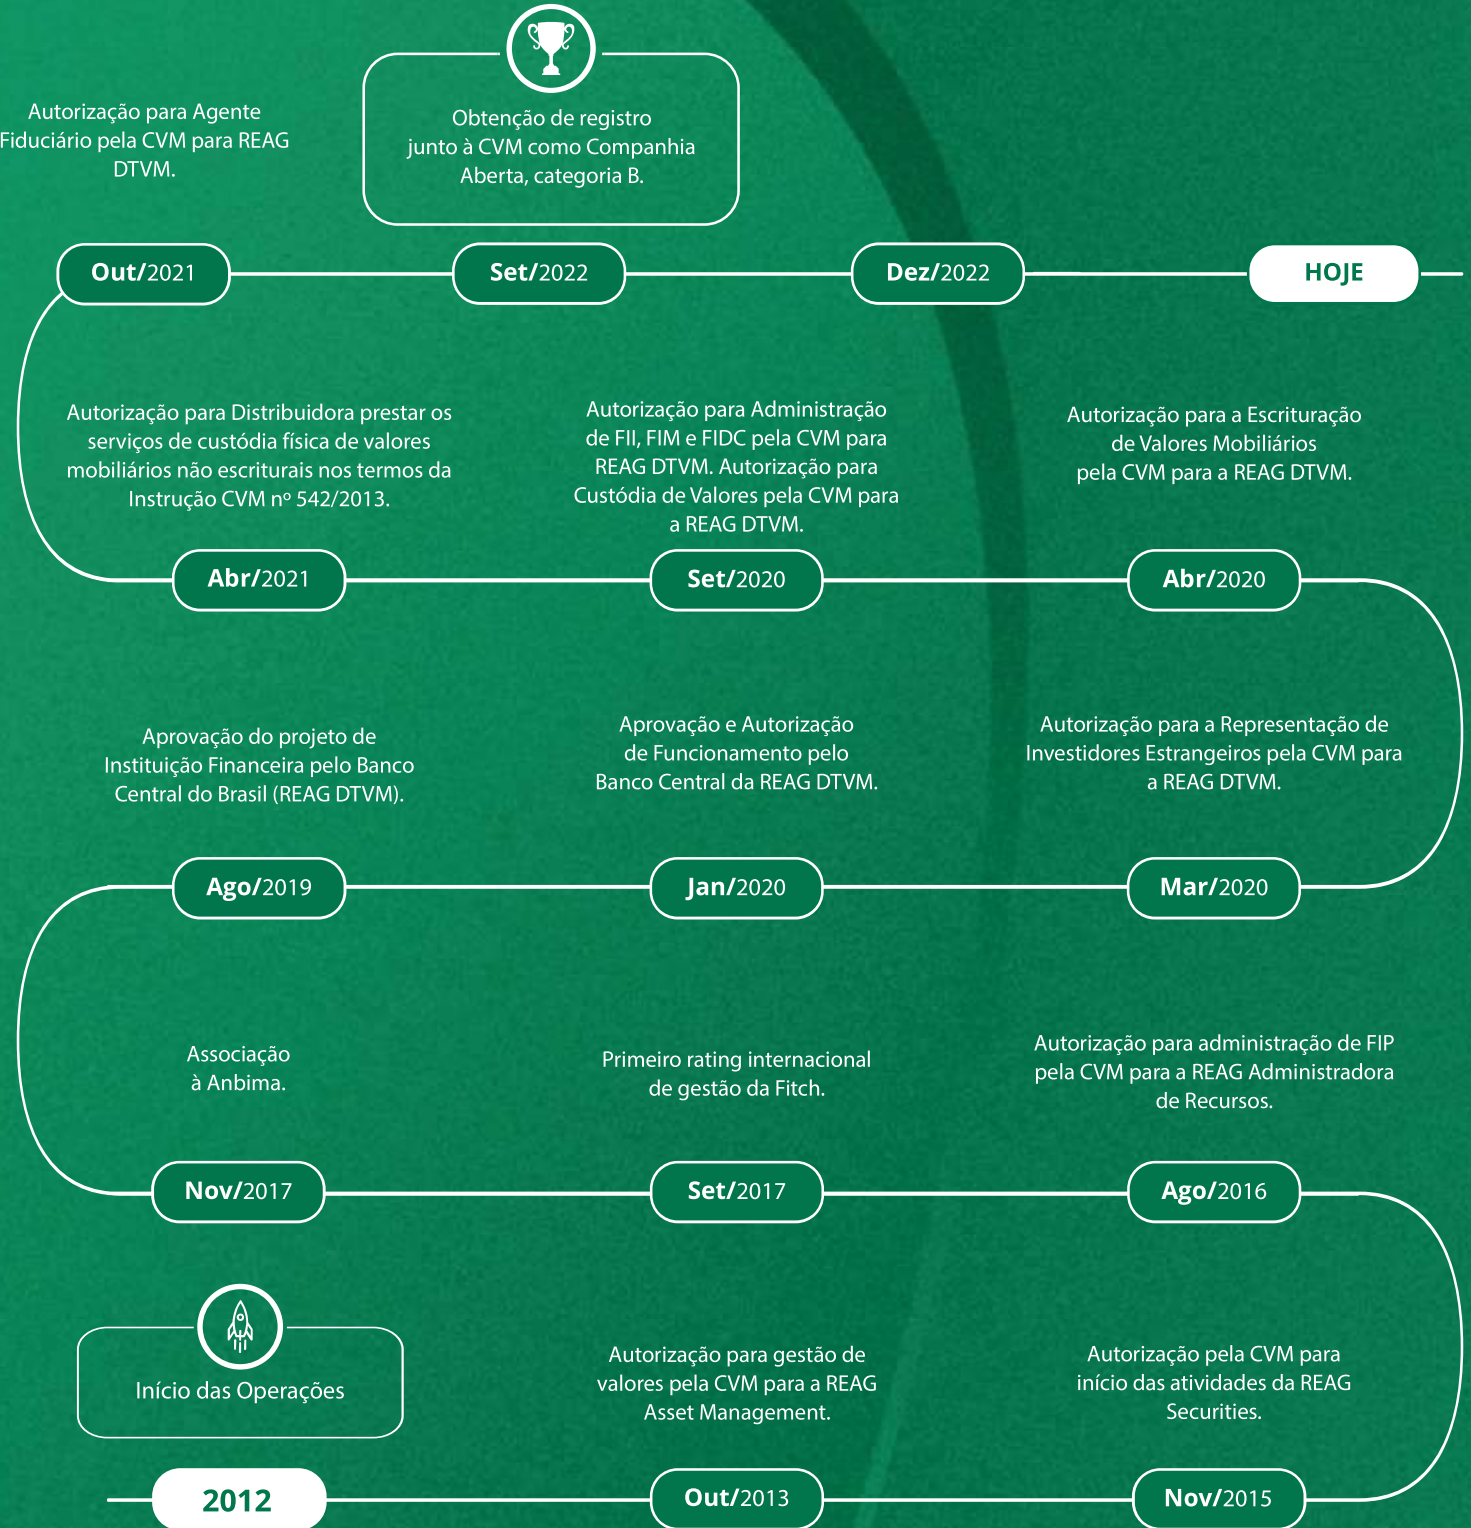 Autorização para Agente
Fiduciário pela CVM para REAG
DTVM.
Obtenção de registro
junto à CVM como Companhia
Aberta, categoria B.
Out/2021
Set/2022
Dez/2022
HOJE
Autorização para Distribuidora prestar os
serviços de custódia física de valores
mobiliários não escriturais nos termos da
Instrução CVM nº 542/2013.
Autorização para Administração
de FII, FIM e FIDC pela CVM para
REAG DTVM. Autorização para
Custódia de Valores pela CVM para
a REAG DTVM.
Autorização para a Escrituração
de Valores Mobiliários
pela CVM para a REAG DTVM.
Abr/2021
Set/2020
Abr/2020
Aprovação do projeto de
Instituição Financeira pelo Banco
Central do Brasil (REAG DTVM).
Aprovação e Autorização
de Funcionamento pelo
Banco Central da REAG DTVM.
Autorização para a Representação de
Investidores Estrangeiros pela CVM para
a REAG DTVM.
Ago/2019
Jan/2020
Mar/2020
Associação
à Anbima.
Primeiro rating internacional
de gestão da Fitch.
Autorização para administração de FIP
pela CVM para a REAG Administradora
de Recursos.
Nov/2017
Set/2017
Ago/2016
Início das Operações
Autorização para gestão de
valores pela CVM para a REAG
Asset Management.
Autorização pela CVM para
início das atividades da REAG
Securities.
2012
Out/2013
Nov/2015